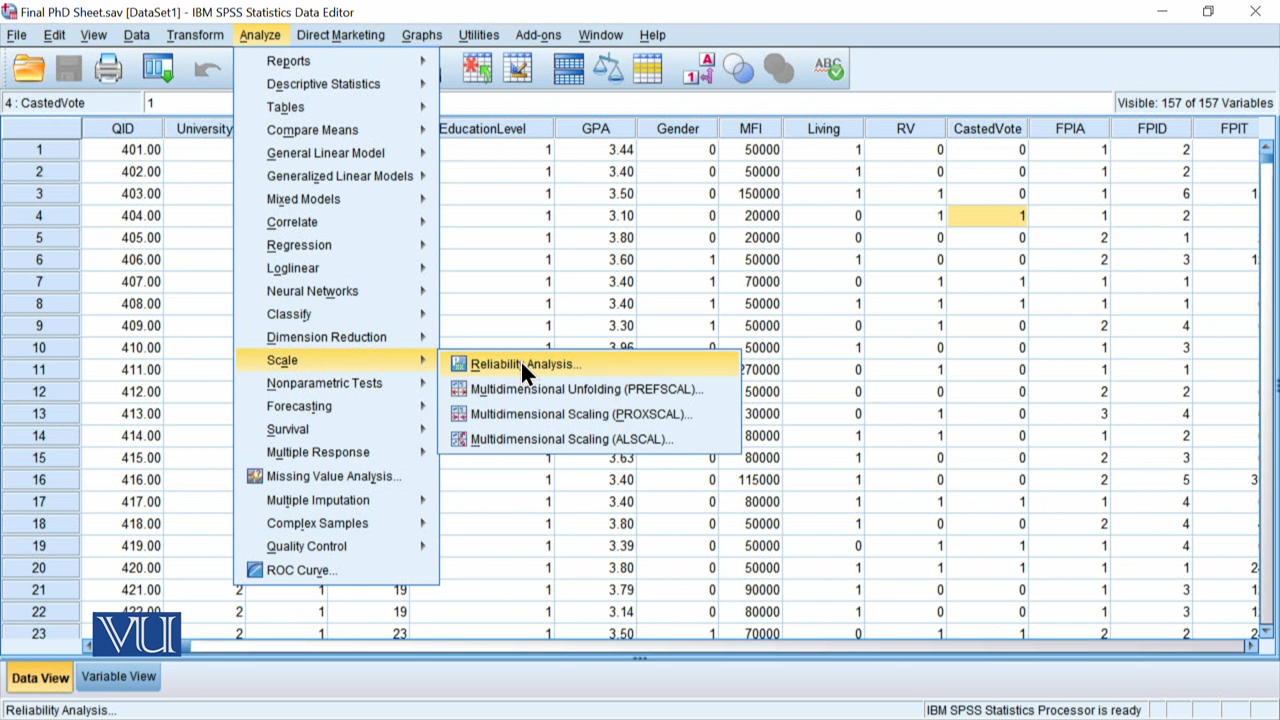 Final PhD Sheet.sav [DataSet1] - IBM SPSS Statistics Data Editor
File Edit View Data Transform Analyze Direct Marketing Graphs Utilities Add-ons Window Help
4 : CastedVote 1 Visible: 157 of 157 Variables
QID University EducationLevel GPA Gender MFI Living RV CastedVote FPIA FPID FPIT
1 401.00 1 3.44 0 50000 1 0 0 1 2
2 402.00 1 3.40 0 50000 1 0 0 1 2
3 403.00 1 3.50 0 150000 1 1 0 1 6 1
4 404.00 1 3.10 0 20000 0 1 1 1 2
5 405.00 1 3.80 0 20000 0 0 0 2 1
6 406.00 1 3.60 1 50000 1 0 0 2 3 1
7 407.00 1 3.40 1 70000 0 1 1 1 1
8 408.00 1 3.40 1 50000 1 0 0 1 1
9 409.00 1 3.30 1 50000 0 1 0 2 4
10 410.00 3.96 1 3
11 411.00 270000 0 1 1 1 1
12 412.00 50000 1 0 0 2 2
13 413.00 30000 0 1 0 3 4
14 414.00 80000 1 0 0 1 2
15 415.00 1 3.63 0 80000 1 0 0 2 3
16 416.00 1 3.40 0 115000 1 0 0 2 5 3
17 417.00 1 3.40 0 80000 1 1 1 1 4
18 418.00 1 3.80 0 50000 1 0 0 2 4
19 419.00 1 3.39 0 50000 0 1 1 1 4
20 420.00 1 3.80 0 50000 1 0 0 1 1 2
21 421.00 2 1 19 1 3.79 0 90000 1 0 0 1 3 1
22 422.00 2 1 19 1 3.14 0 80000 1 0 0 1 3 1
23 2 1 23 1 3.50 1 70000 0 1 1 2 2 2
Reports
Descriptive Statistics
Tables
Compare Means
General Linear Model
Generalized Linear Models
Mixed Models
Correlate
Regression
Loglinear
Neural Networks
Classify
Dimension Reduction
Scale
Nonparametric Tests
Forecasting
Survival
Multiple Response
Missing Value Analysis...
Multiple Imputation
Complex Samples
Quality Control
ROC Curve...
Reliability Analysis...
Multidimensional Unfolding (PREFSCAL)...
Multidimensional Scaling (PROXSCAL)...
Multidimensional Scaling (ALSCAL)...
VU
Data View Variable View
Reliability Analysis... IBM SPSS Statistics Processor is ready